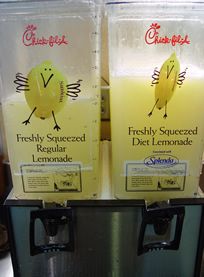 Chick-fil-A
Freshly Squeezed
Regular
Lemonade
Chick-fil-A
Freshly Squeezed
Diet Lemonade
Splenda